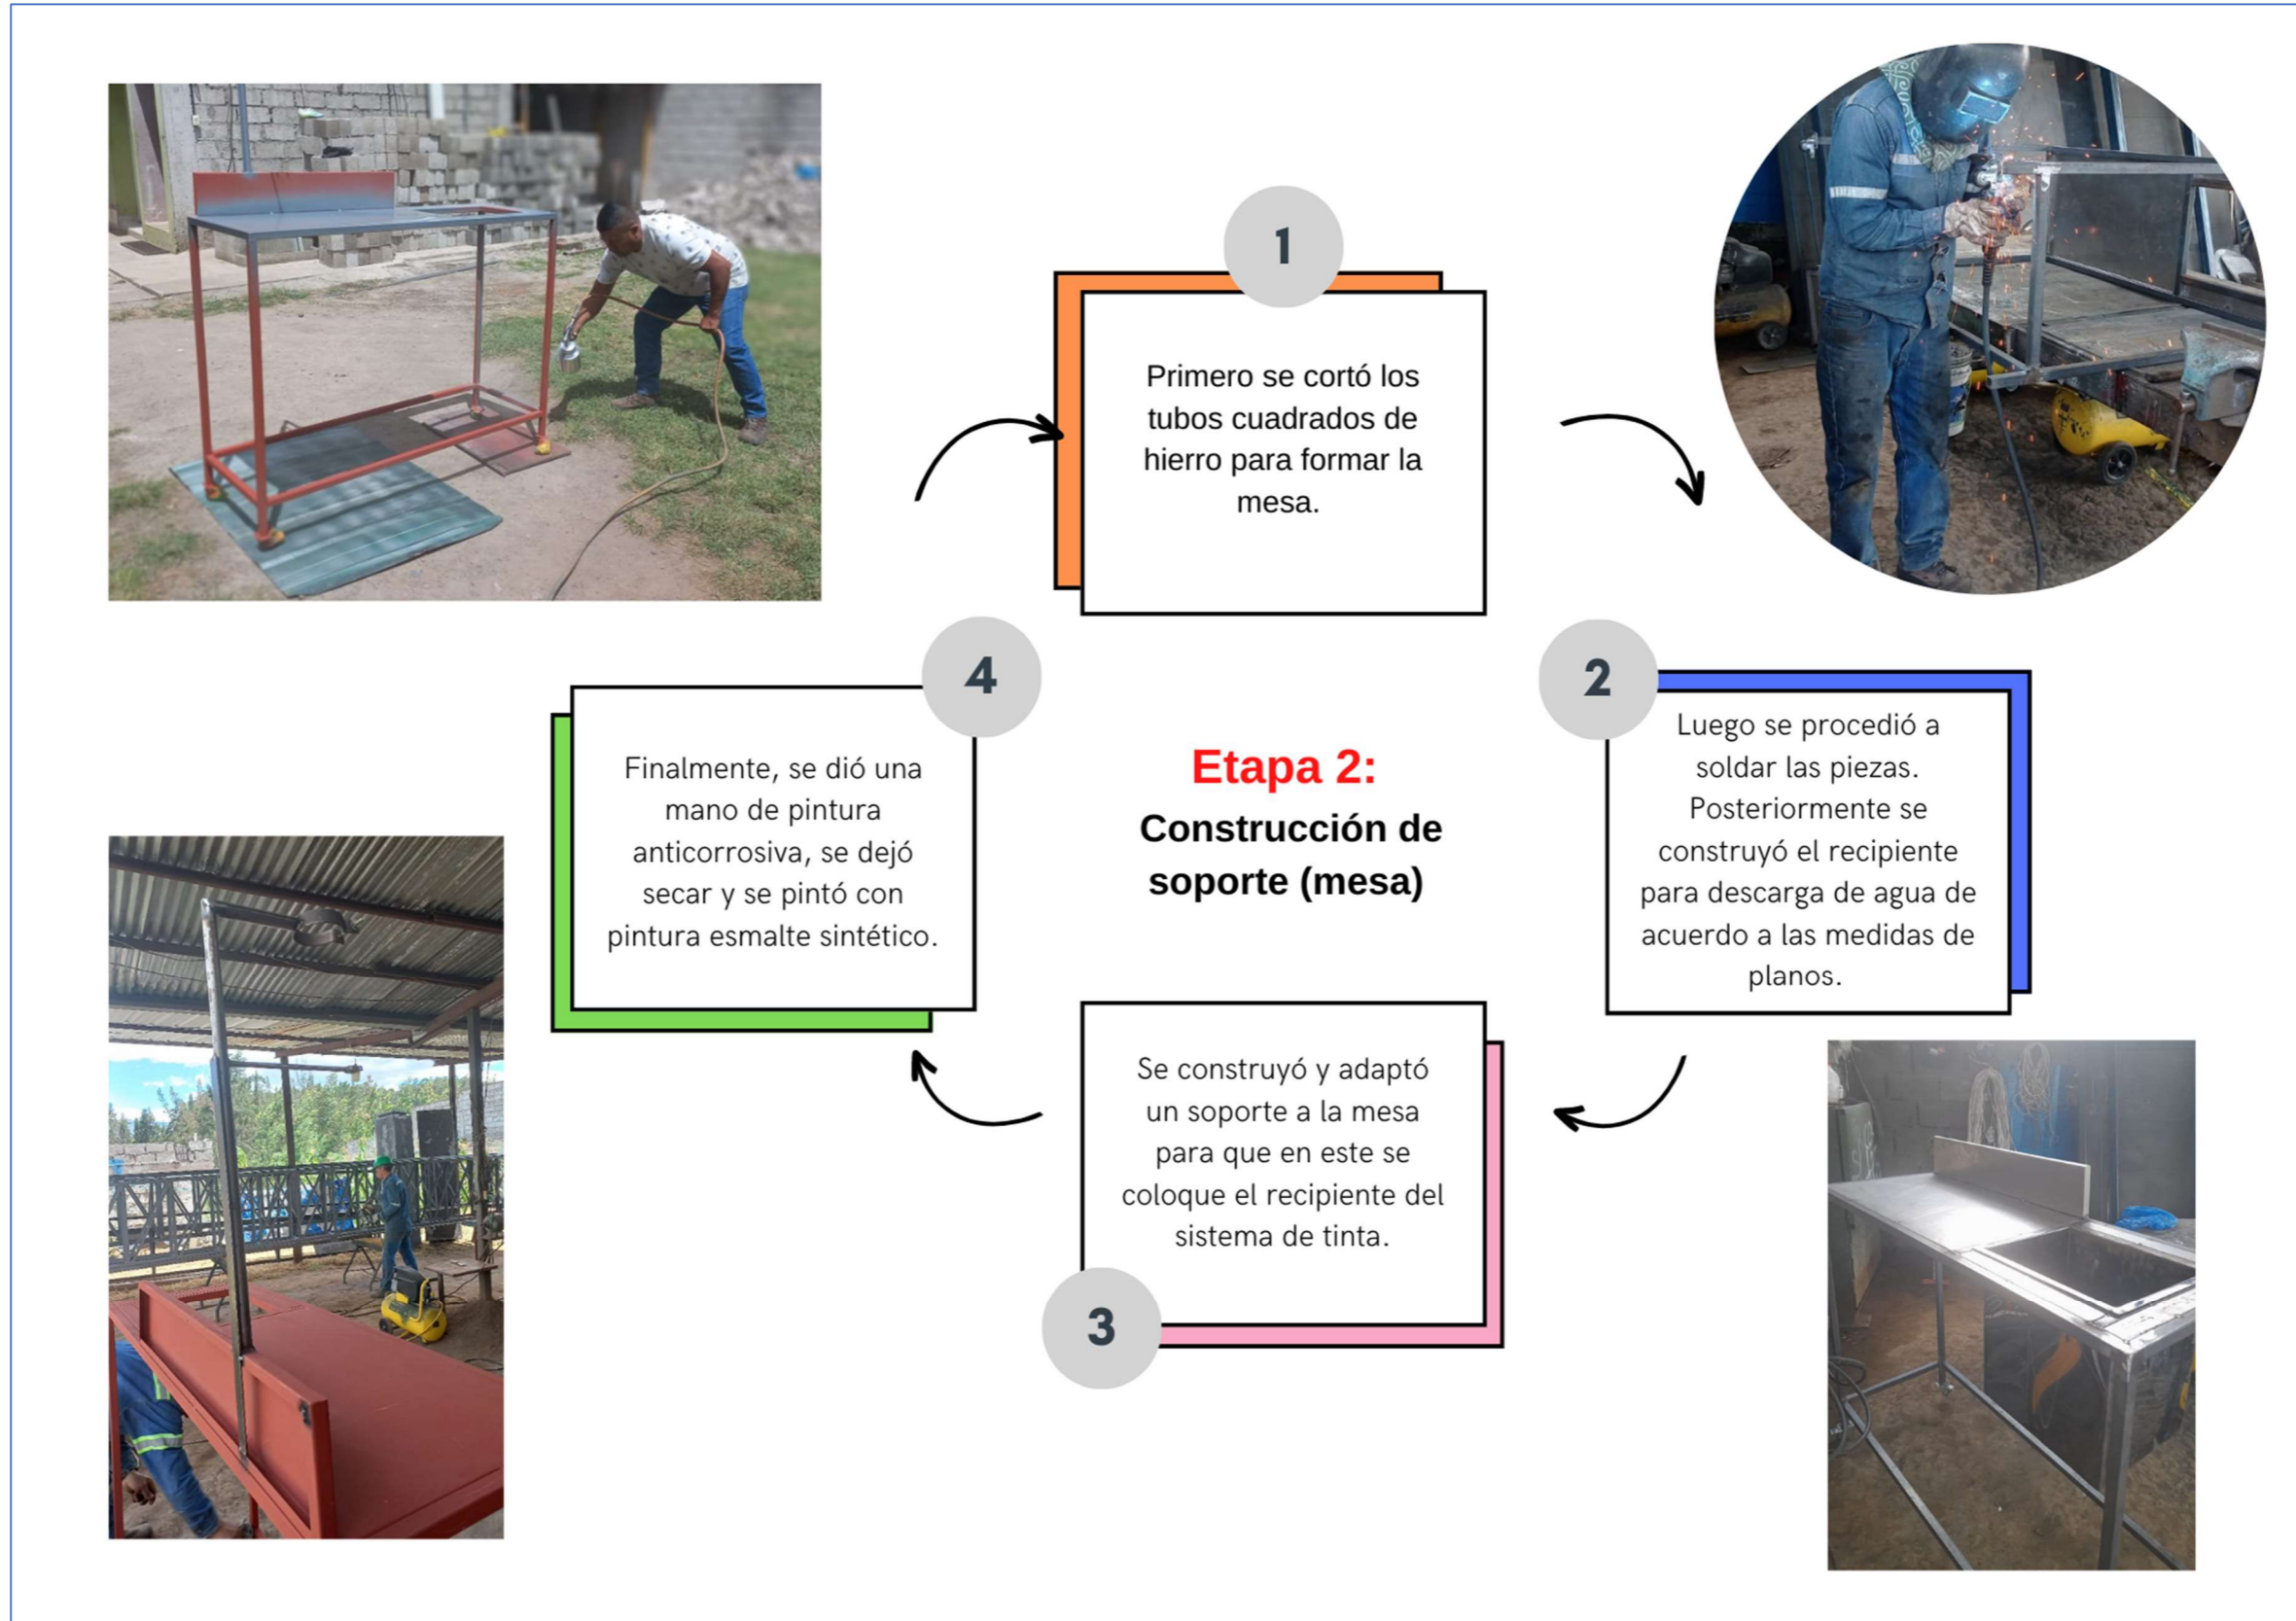 1
Primero se cortó los
tubos cuadrados de
hierro para formar la
mesa.
2
Luego se procedió a
soldar las piezas.
Posteriormente se
construyó el recipiente
para descarga de agua de
acuerdo a las medidas de
planos.
4
Finalmente, se dió una
mano de pintura
anticorrosiva, se dejó
secar y se pintó con
pintura esmalte sintético.
Etapa 2:
Construcción de
soporte (mesa)
3
Se construyó y adaptó
un soporte a la mesa
para que en este se
coloque el recipiente del
sistema de tinta.